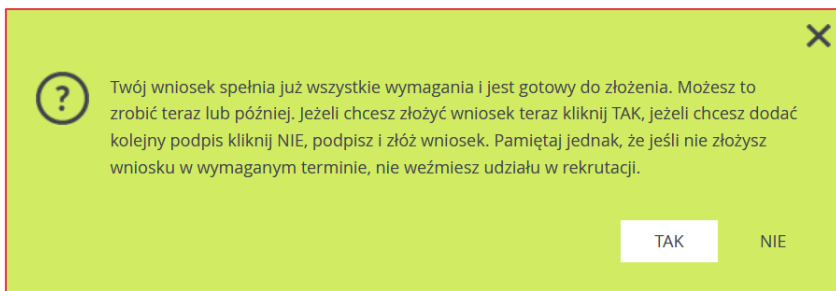 Twój wniosek spełnia już wszystkie wymagania i jest gotowy do złożenia. Możesz to
zrobić teraz lub później. Jeżeli chcesz złożyć wniosek teraz kliknij TAK, jeżeli chcesz dodać
kolejny podpis kliknij NIE, podpisz i złóż wniosek. Pamiętaj jednak, że jeśli nie złożysz
wniosku w wymaganym terminie, nie weźmiesz udziału w rekrutacji.
TAK NIE